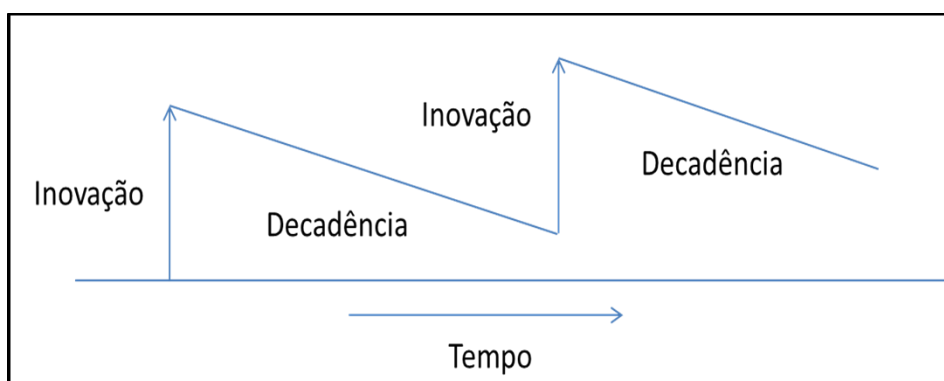 Inovação
Decadência
Inovação
Decadência
Tempo